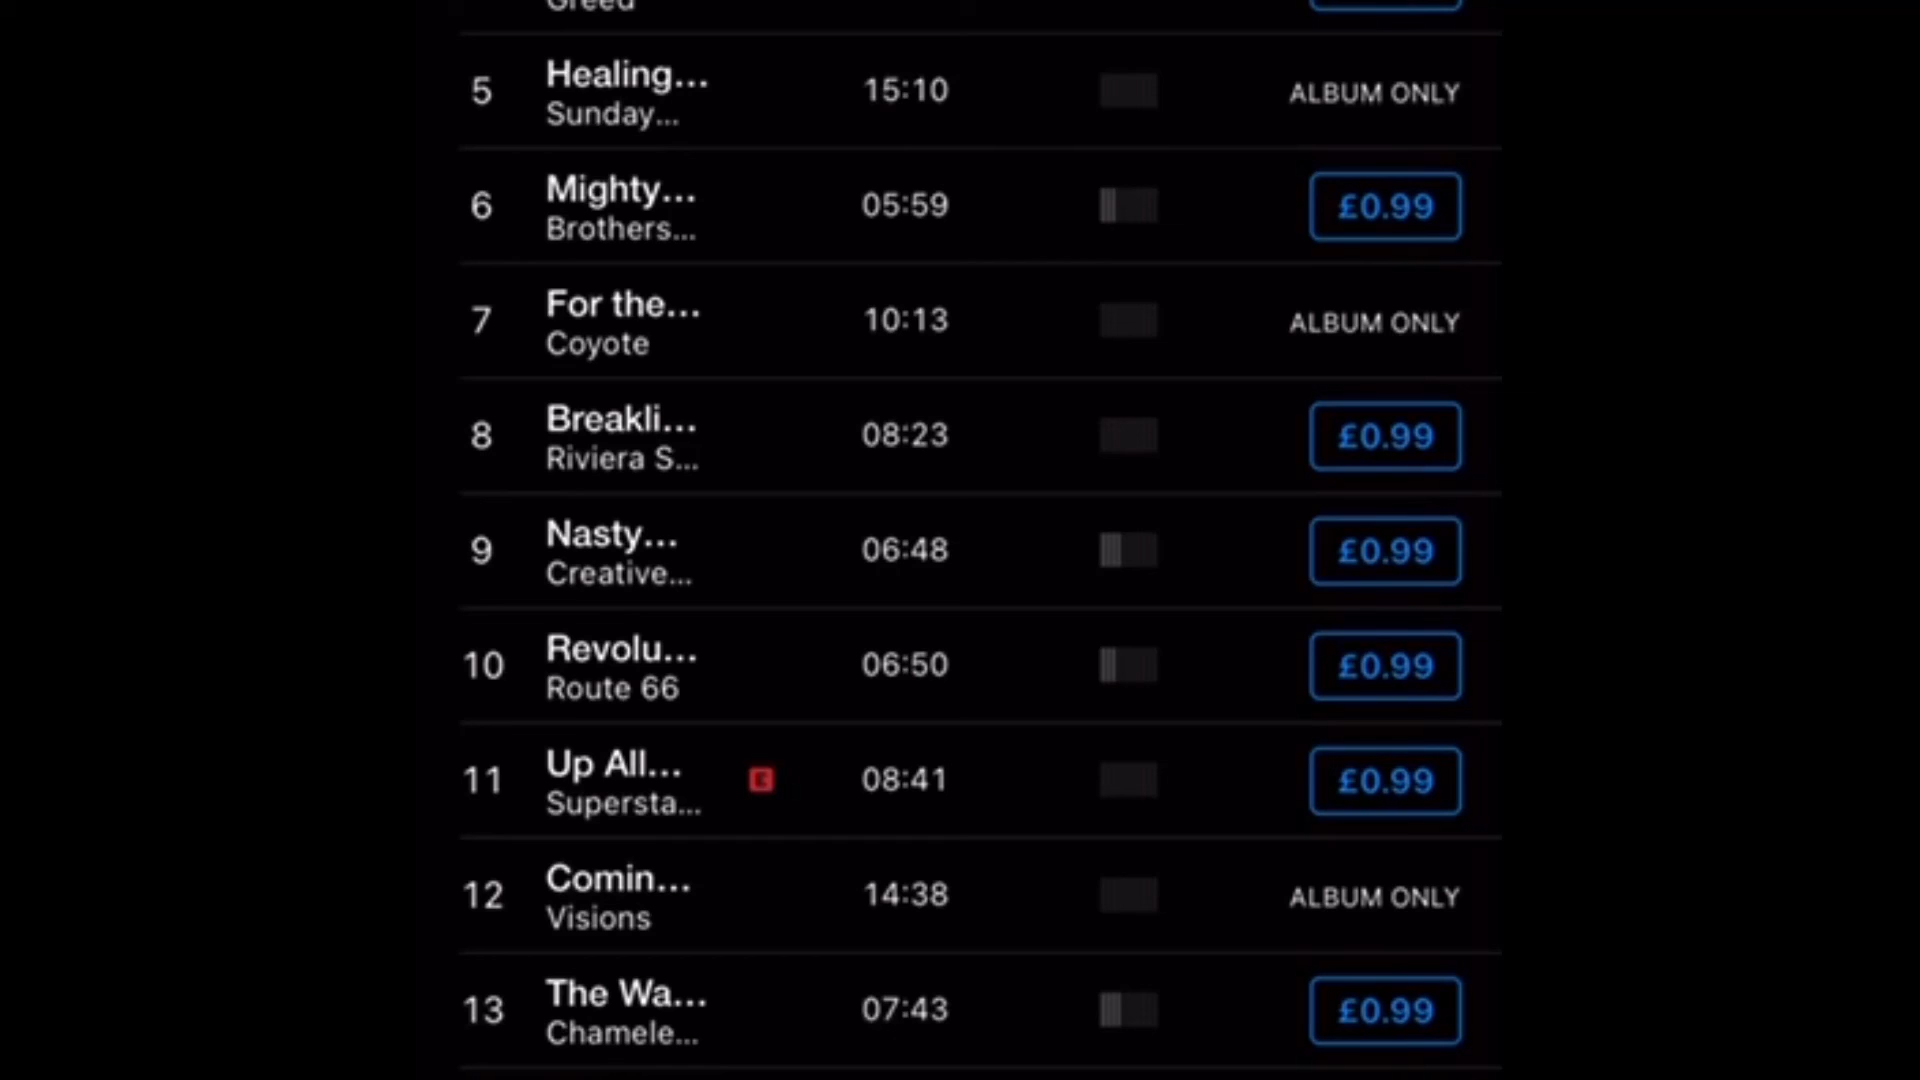 Greed
5 Healing... 15:10 ALBUM ONLY
Sunday...
6 Mighty... 05:59 £0.99
Brothers...
7 For the... 10:13 ALBUM ONLY
Coyote
8 Breakli... 08:23 £0.99
Riviera S...
9 Nasty... 06:48 £0.99
Creative...
10 Revolu... 06:50 £0.99
Route 66
11 Up All... E 08:41 £0.99
Supersta...
12 Comin... 14:38 ALBUM ONLY
Visions
13 The Wa... 07:43 £0.99
Chamele...